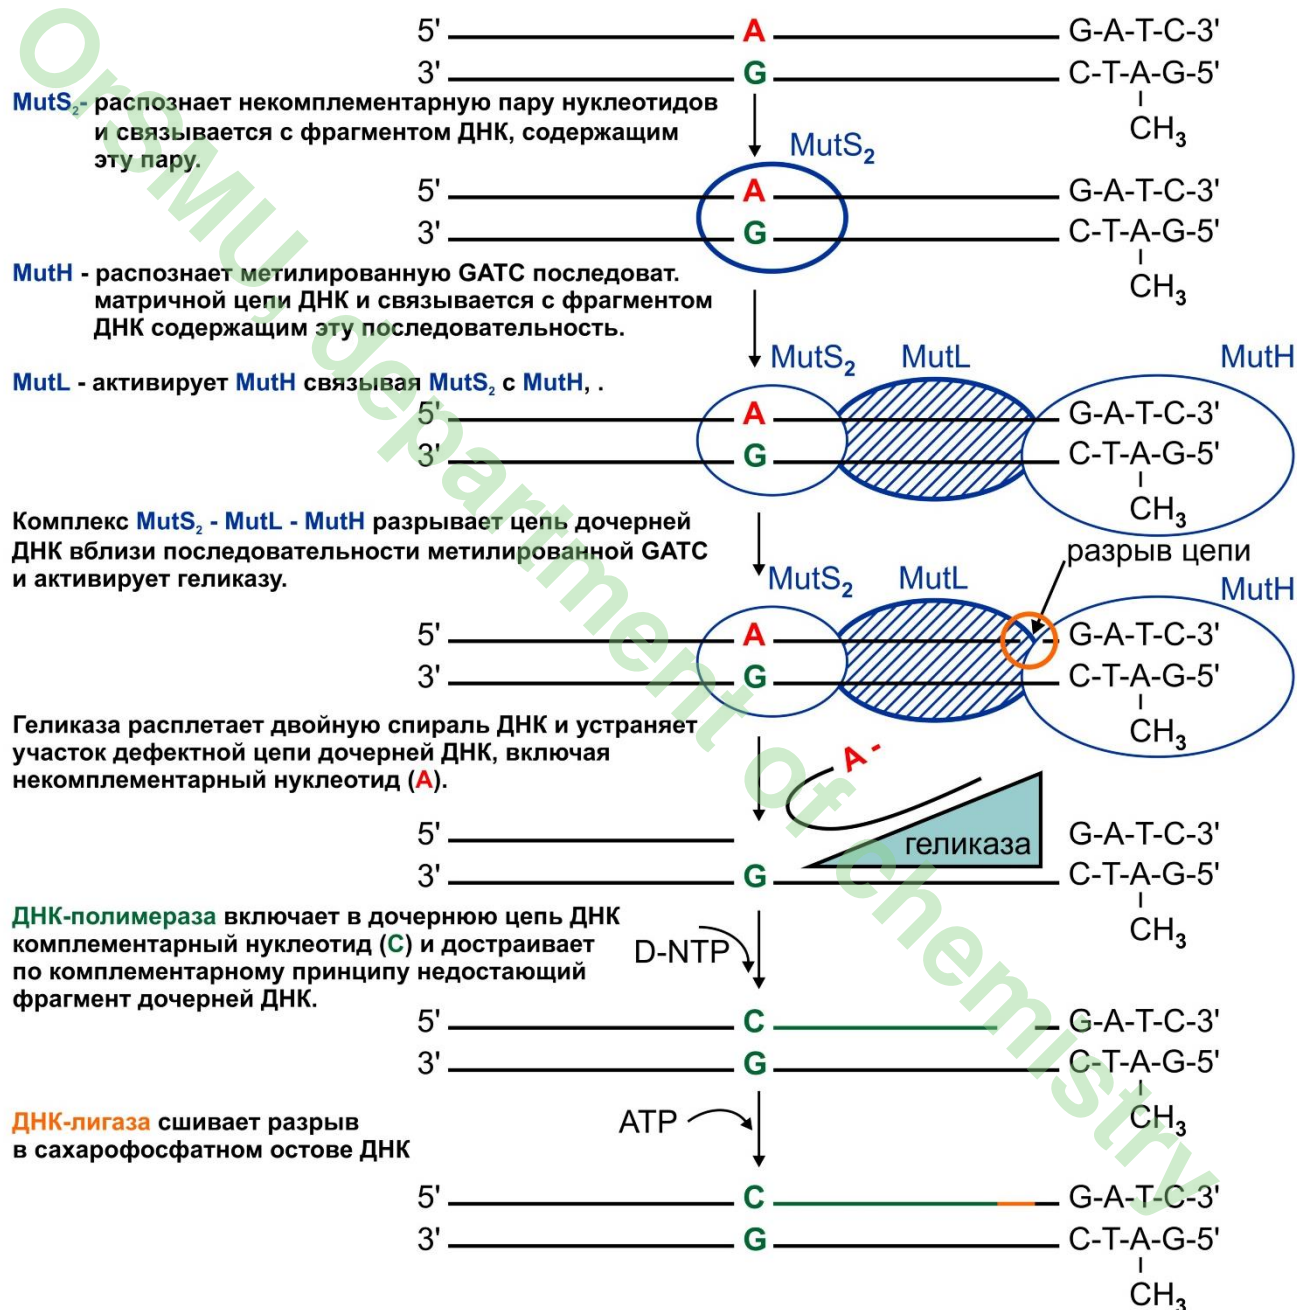 5' A G-A-T-C-3'
3' G C-T-A-G-5'
CH3
MutS2- распознает некомплементарную пару нуклеотидов
и связывается с фрагментом ДНК, содержащим
эту пару.
MutS2
5' A G-A-T-C-3'
3' G C-T-A-G-5'
CH3
MutH - распознает метилированную GATC последоват.
матричной цепи ДНК и связывается с фрагментом
ДНК содержащим эту последовательность.
MutS2 MutL MutH
MutL - активирует MutH связывая MutS2 с MutH, .
5' A G-A-T-C-3'
3' G C-T-A-G-5'
CH3
Комплекс MutS2 - MutL - MutH разрывает цепь дочерней
ДНК вблизи последовательности метилированной GATC
и активирует геликазу.
разрыв цепи
MutS2 MutL MutH
5' A G-A-T-C-3'
3' G C-T-A-G-5'
CH3
Геликаза расплетает двойную спираль ДНК и устраняет
участок дефектной цепи дочерней ДНК, включая
некомплементарный нуклеотид (A).
A -
5' G-A-T-C-3'
геликаза
3' G C-T-A-G-5'
CH3
ДНК-полимераза включает в дочернюю цепь ДНК
комплементарный нуклеотид (C) и достраивает
по комплементарному принципу недостающий
фрагмент дочерней ДНК.
D-NTP
5' C G-A-T-C-3'
3' G C-T-A-G-5'
CH3
ДНК-лигаза сшивает разрыв
в сахарофосфатном остове ДНК
ATP
5' C G-A-T-C-3'
3' G C-T-A-G-5'
CH3
OrSMU, department of chemistry